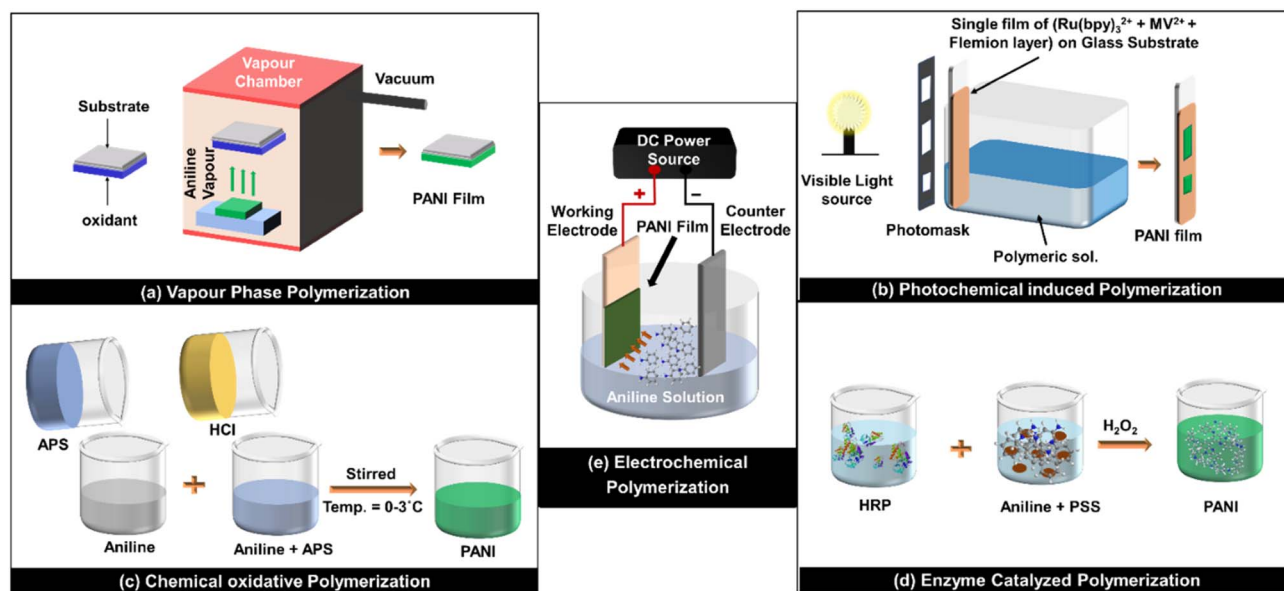 Vapour
Chamber
Vacuum
Substrate
oxidant
Aniline
Vapour
PANI Film
(a) Vapour Phase Polymerization
Single film of (Ru(bpy)₃²⁺ + MV²⁺ +
Flemion layer) on Glass Substrate
Visible Light
source
Photomask
Polymeric sol.
PANI film
(b) Photochemical induced Polymerization
APS
HCl
Aniline
+
Aniline + APS
Stirred
Temp. = 0-3°C
PANI
(c) Chemical oxidative Polymerization
HRP
+
Aniline + PSS
H₂O₂
PANI
(d) Enzyme Catalyzed Polymerization
DC Power
Source
+
–
Working
Electrode
PANI Film
Counter
Electrode
Aniline Solution
(e) Electrochemical
Polymerization